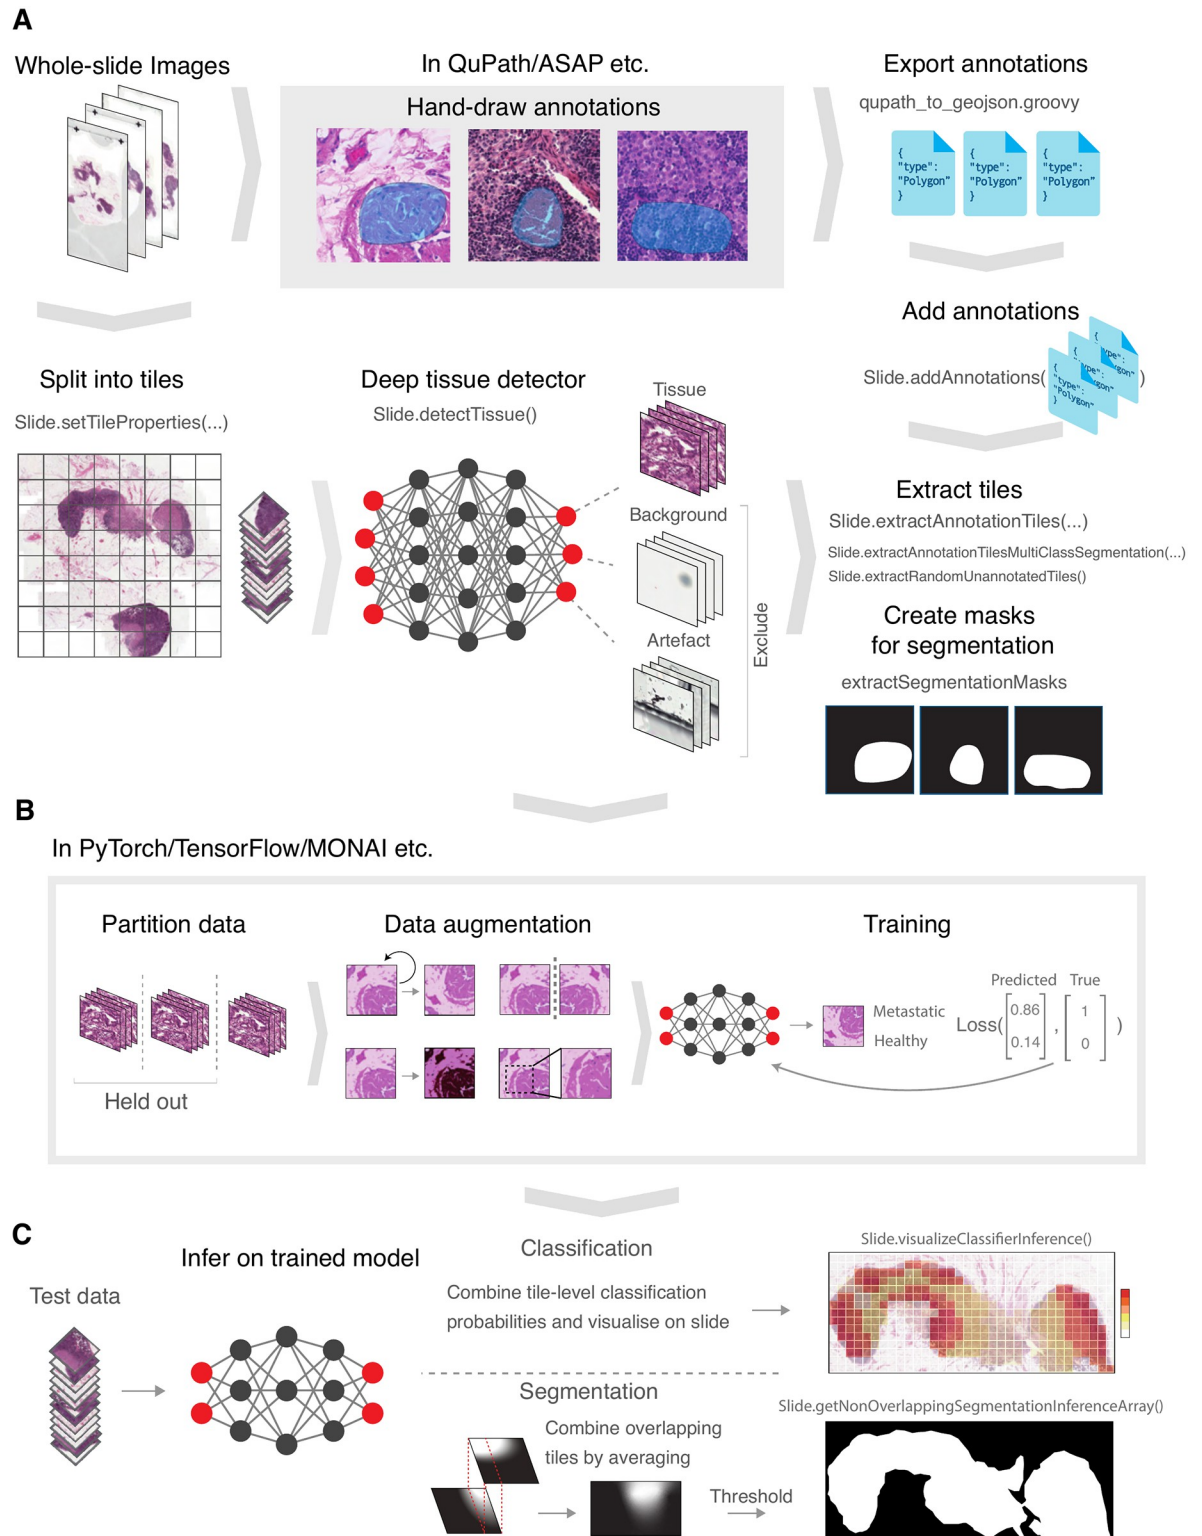 A
Whole-slide Images
In QuPath/ASAP etc.
Hand-draw annotations
Export annotations
qupath_to_geojson.groovy
{
"type":
"Polygon"
}
{
"type":
"Polygon"
}
{
"type":
"Polygon"
}
Add annotations
Slide.addAnnotations(
{
"type":
"Polygon"
}
)
Split into tiles
Slide.setTileProperties(...)
Deep tissue detector
Slide.detectTissue()
Tissue
Background
Artefact
Exclude
Extract tiles
Slide.extractAnnotationTiles(...)
Slide.extractAnnotationTilesMultiClassSegmentation(...)
Slide.extractRandomUnannotatedTiles()
Create masks
for segmentation
extractSegmentationMasks
B
In PyTorch/TensorFlow/MONAI etc.
Partition data
Held out
Data augmentation
Training
Metastatic
Healthy
Predicted True
Loss( 0.86 , 1 )
0.14 0
C
Infer on trained model
Test data
Classification
Combine tile-level classification
probabilities and visualise on slide
Slide.visualizeClassifierInference()
Segmentation
Combine overlapping
tiles by averaging
Threshold
Slide.getNonOverlappingSegmentationInferenceArray()